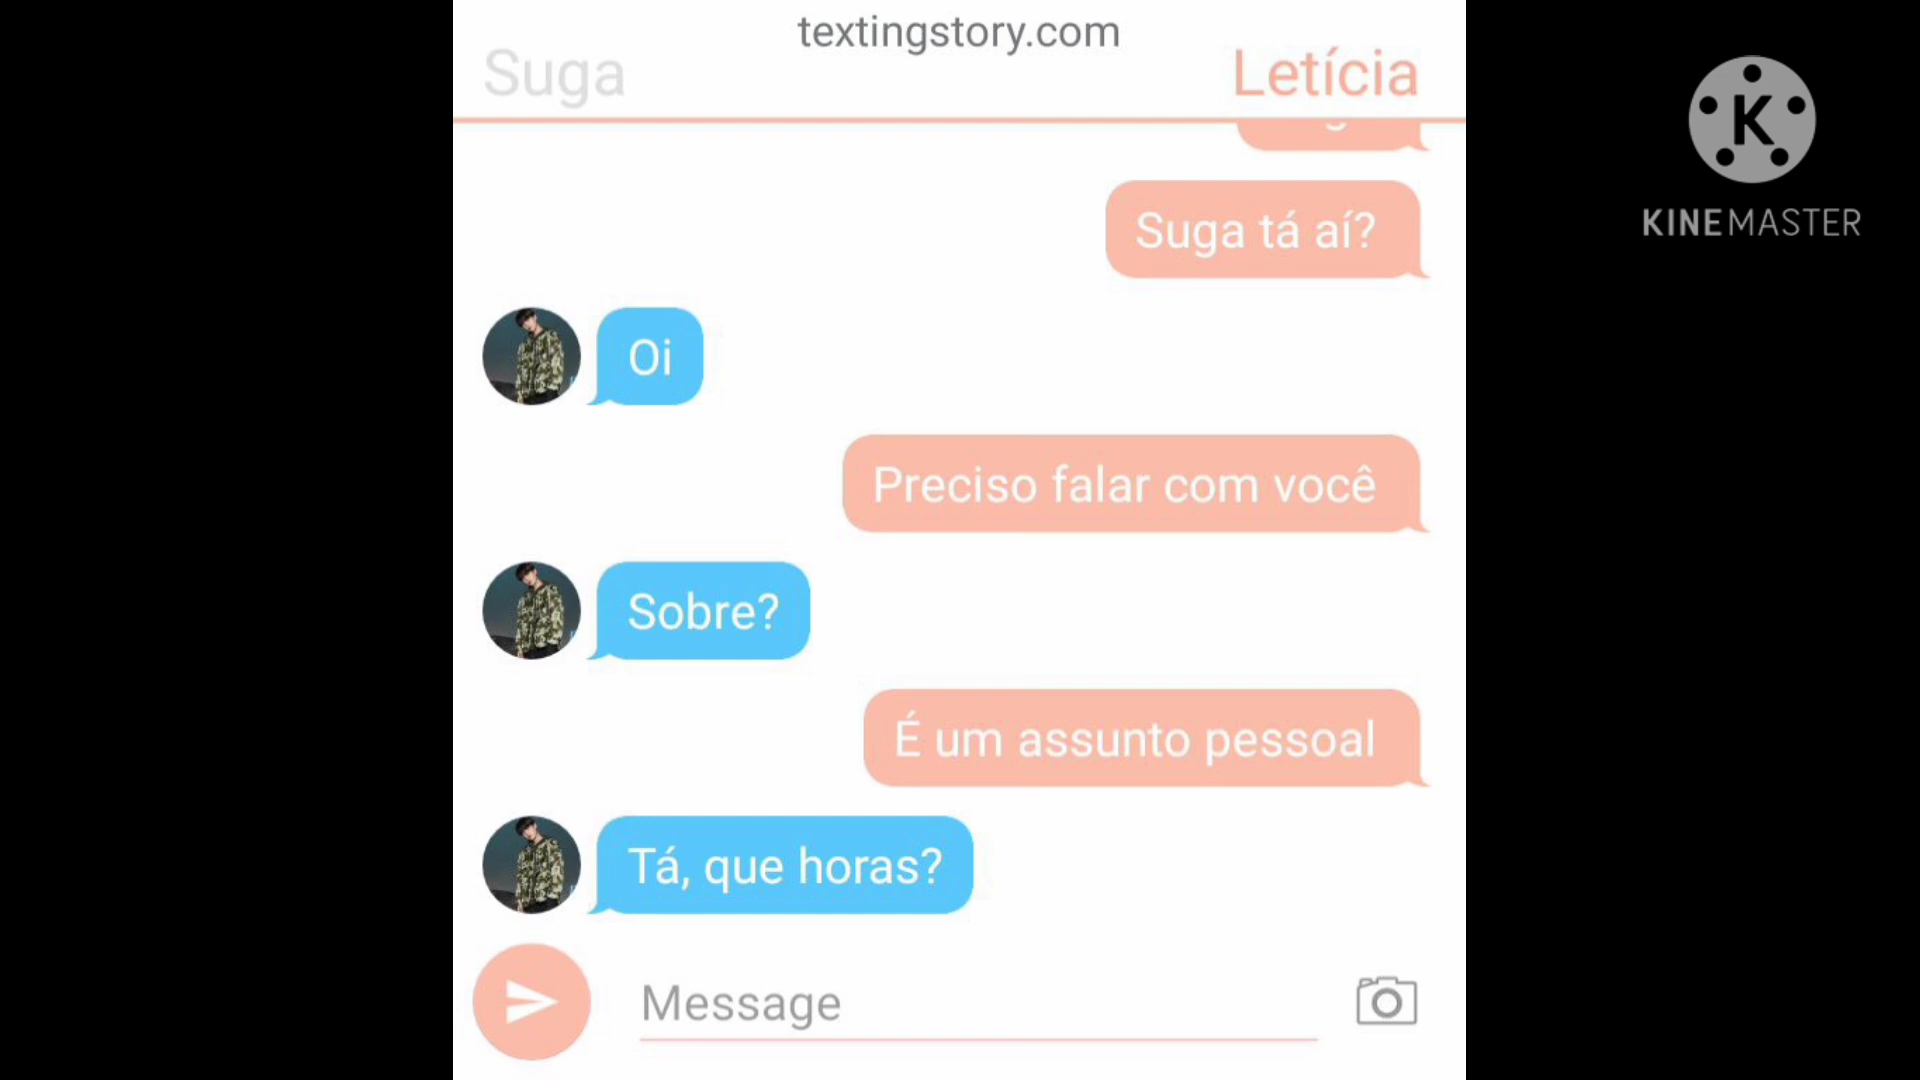 textingstory.com
Suga
Letícia
Suga tá aí?
Oi
Preciso falar com você
Sobre?
É um assunto pessoal
Tá, que horas?
Message
K
KINEMASTER